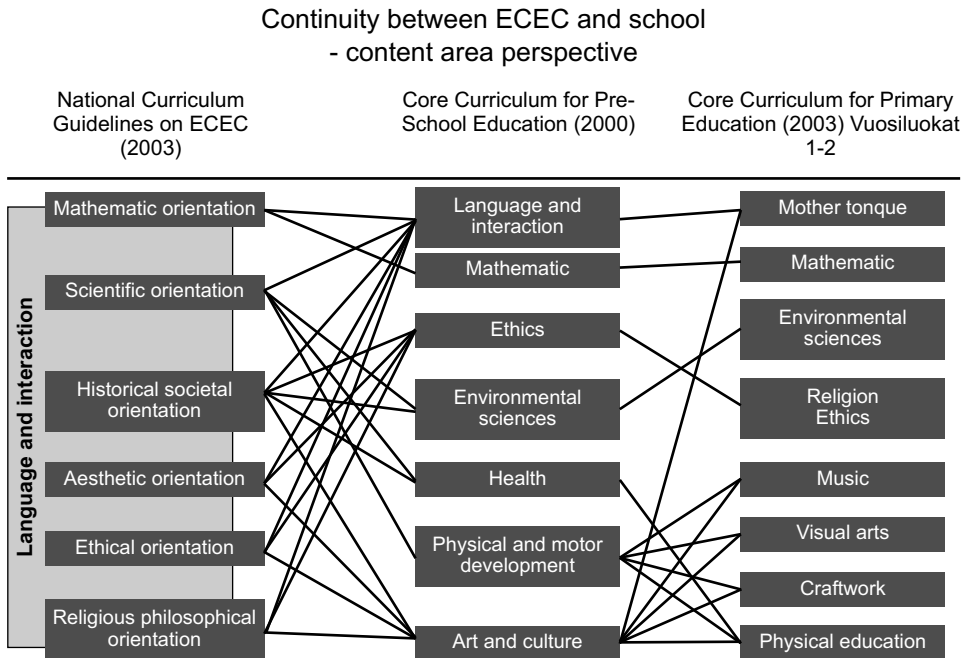 Continuity between ECEC and school
- content area perspective
National Curriculum
Guidelines on ECEC
(2003)
Core Curriculum for Pre-
School Education (2000)
Core Curriculum for Primary
Education (2003) Vuosiluokat
1-2
Language and interaction
Mathematic orientation
Scientific orientation
Historical societal
orientation
Aesthetic orientation
Ethical orientation
Religious philosophical
orientation
Language and
interaction
Mathematic
Ethics
Environmental
sciences
Health
Physical and motor
development
Art and culture
Mother tonque
Mathematic
Environmental
sciences
Religion
Ethics
Music
Visual arts
Craftwork
Physical education